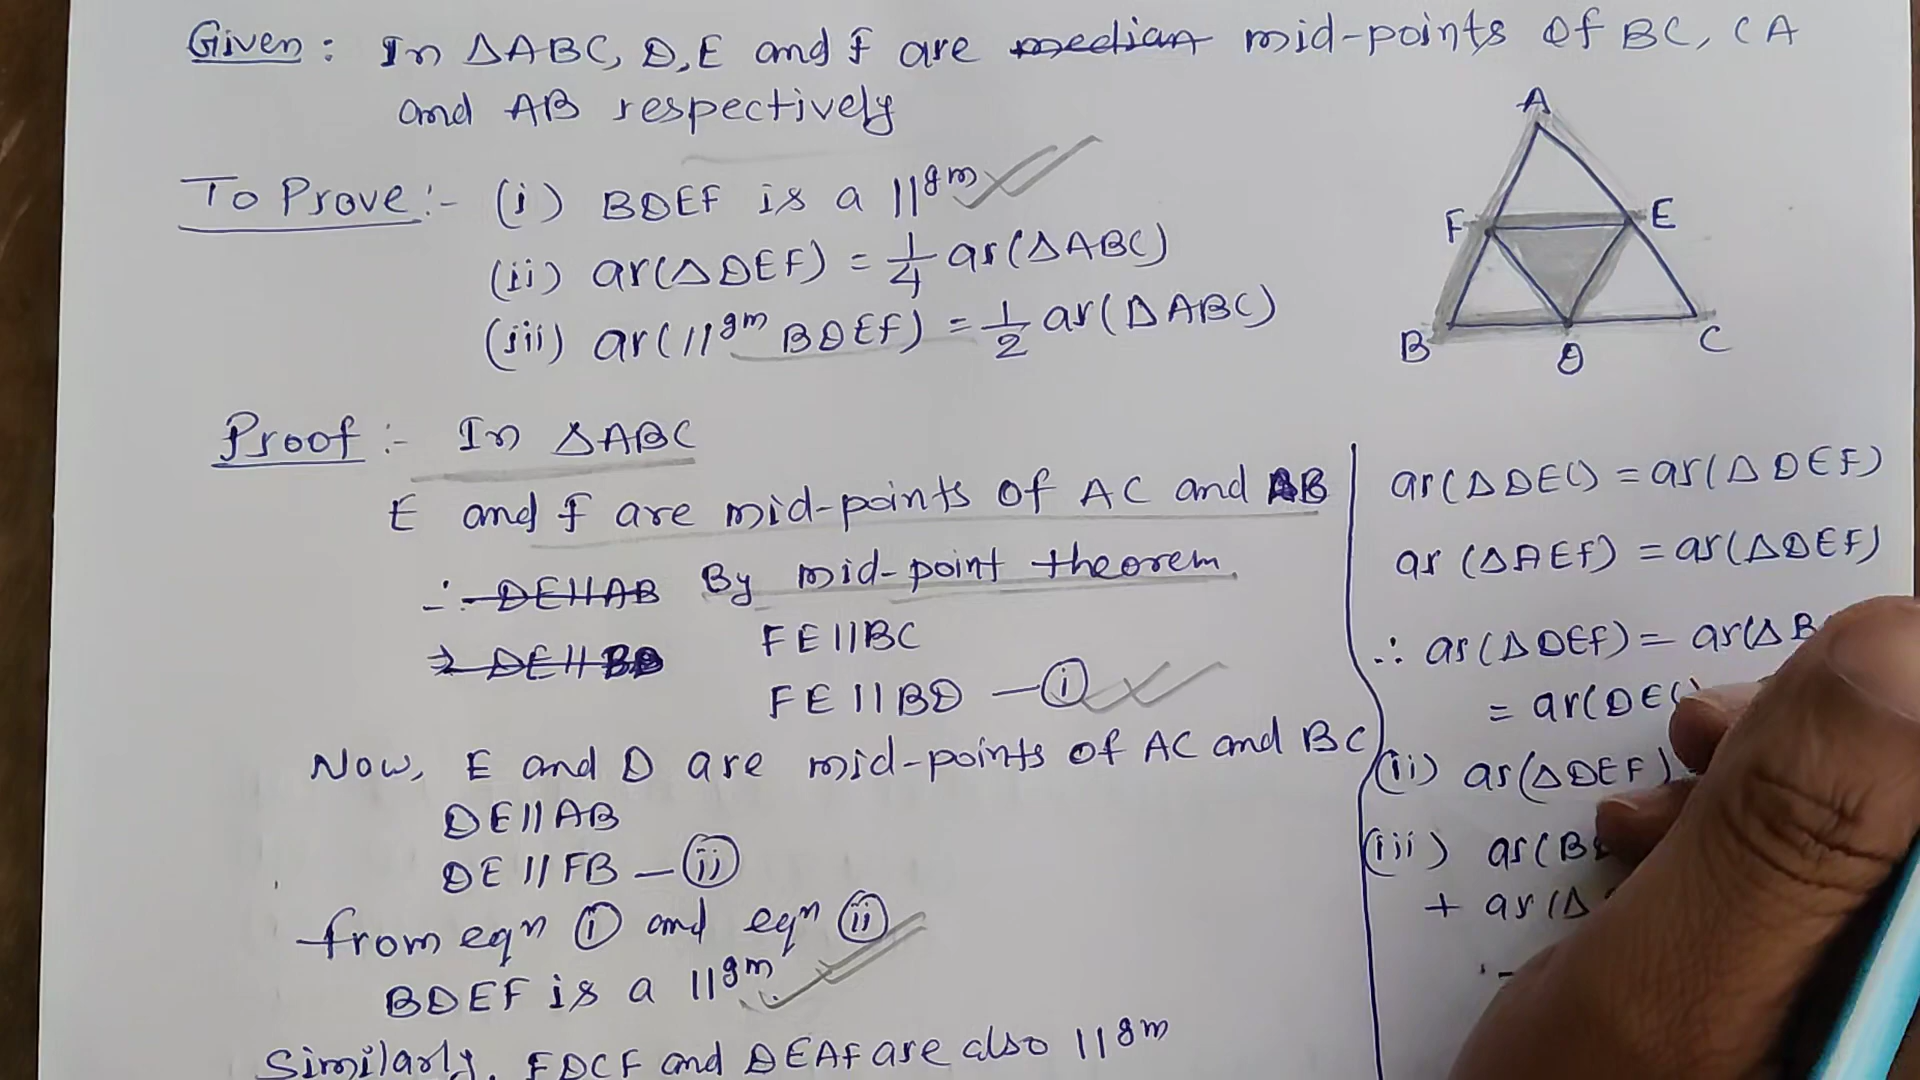 Given: In ΔABC, D, E and F are median mid-points of BC, CA
and AB respectively
To Prove :- (i) BDEF is a ||gm
(ii) ar(ΔDEF) = 1/4 ar(ΔABC)
(iii) ar(||gm BDEF) = 1/2 ar(ΔABC)
A
F
E
B
D
C
Proof :- In ΔABC
E and F are mid-points of AC and AB
∴ DE||AB By mid-point theorem
⇒ DE||BD FE||BC
FE||BD — (i)
Now, E and D are mid-points of AC and BC
DE||AB
DE||FB — (ii)
from eqn (i) and eqn (ii)
BDEF is a ||gm
Similarly, FDCE and DEAF are also ||gm
ar(ΔDEC) = ar(ΔDEF)
ar(ΔAEF) = ar(ΔDEF)
∴ ar(ΔDEF) = ar(Δ
= ar(DEC)
(ii) ar(ΔDEF)
(iii) ar(
+ ar(Δ